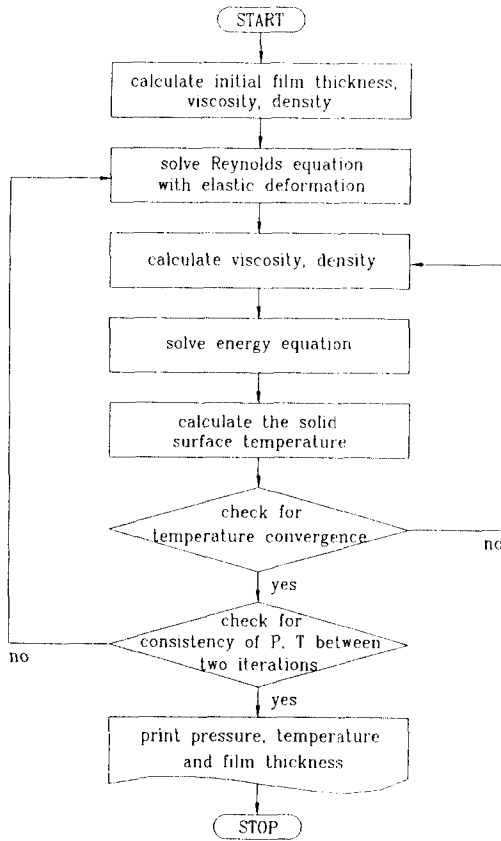 START
calculate initial film thickness,
viscosity, density
solve Reynolds equation
with elastic deformation
calculate viscosity, density
solve energy equation
calculate the solid
surface temperature
check for
temperature convergence
no
yes
check for
consistency of P, T between
two iterations
no
yes
print pressure, temperature
and film thickness
STOP